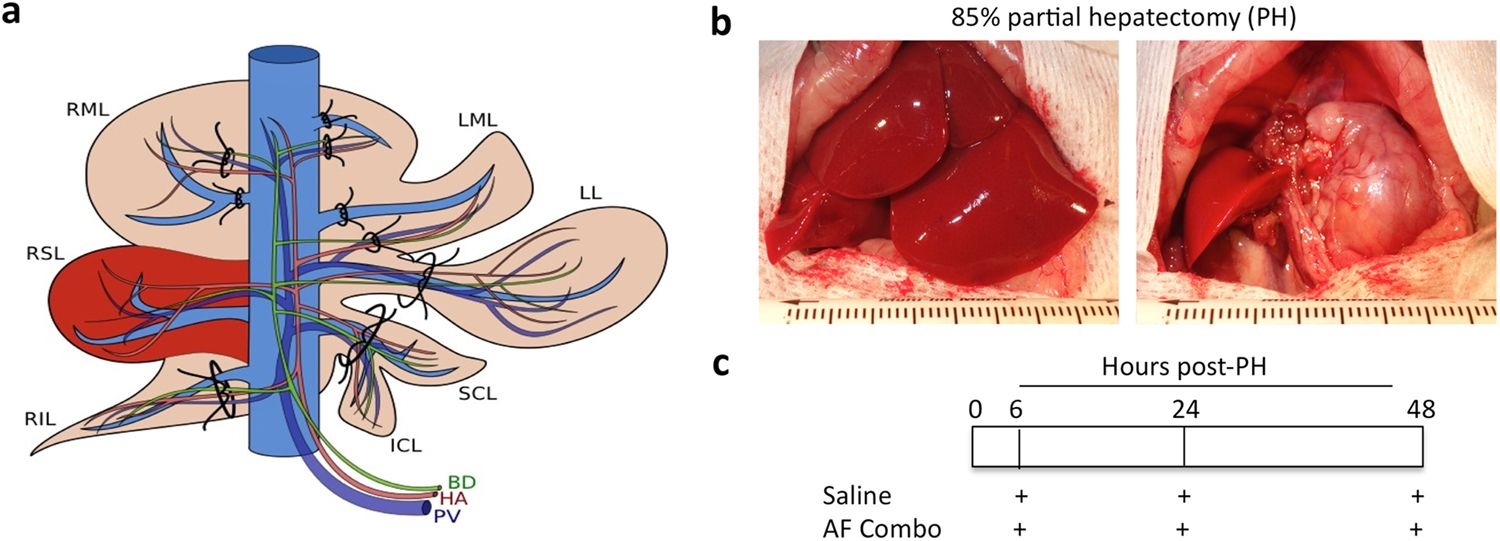 a
RML
LML
LL
RSL
RIL
SCL
ICL
BD
HA
PV
b
85% partial hepatectomy (PH)
c
Hours post-PH
0 6 24 48
Saline + + +
AF Combo + + +